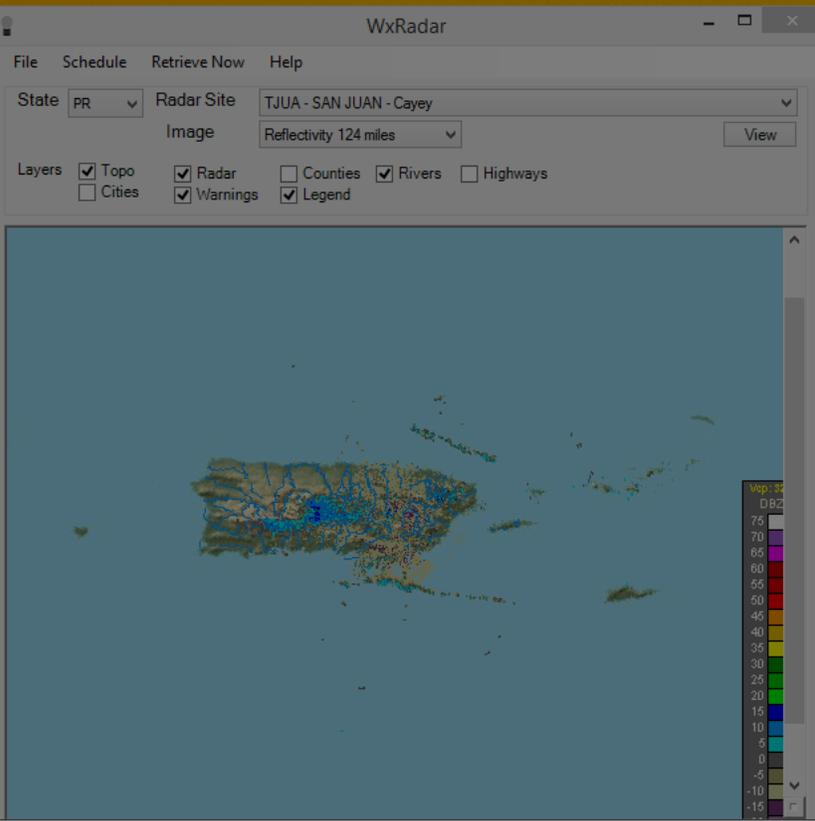 WxRadar
File Schedule Retrieve Now Help
State PR Radar Site TJUA - SAN JUAN - Cayey
Image Reflectivity 124 miles View
Layers Topo Radar Counties Rivers Highways
Cities Warnings Legend
Vcp: 32
DBZ
75
70
65
60
55
50
45
40
35
30
25
20
15
10
5
0
-5
-10
-15